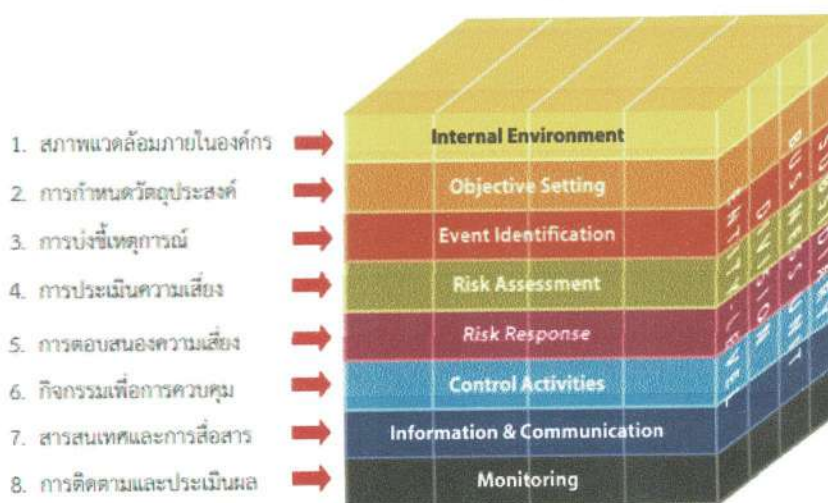 1. สภาพแวดล้อมภายในองค์กร
Internal Environment
2. การกำหนดวัตถุประสงค์
Objective Setting
3. การบ่งชี้เหตุการณ์
Event Identification
4. การประเมินความเสี่ยง
Risk Assessment
5. การตอบสนองความเสี่ยง
Risk Response
6. กิจกรรมเพื่อการควบคุม
Control Activities
7. สารสนเทศและการสื่อสาร
Information & Communication
8. การติดตามและประเมินผล
Monitoring
ENTITY-LEVEL
DIVISION
BUSINESS UNIT
SUBSIDIARY